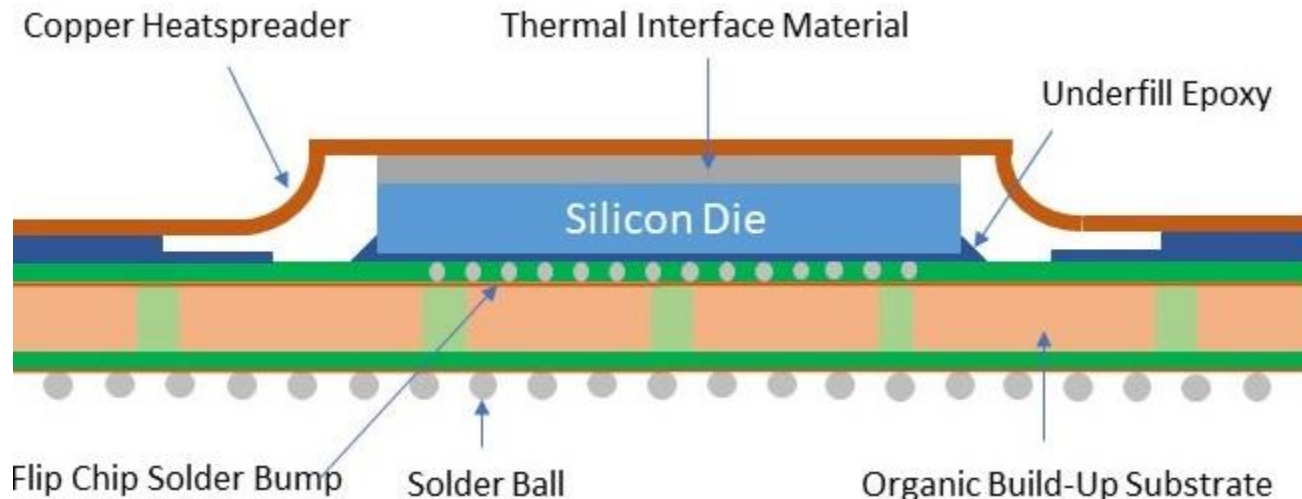 Copper Heatspreader
Thermal Interface Material
Underfill Epoxy
Silicon Die
Flip Chip Solder Bump
Solder Ball
Organic Build-Up Substrate